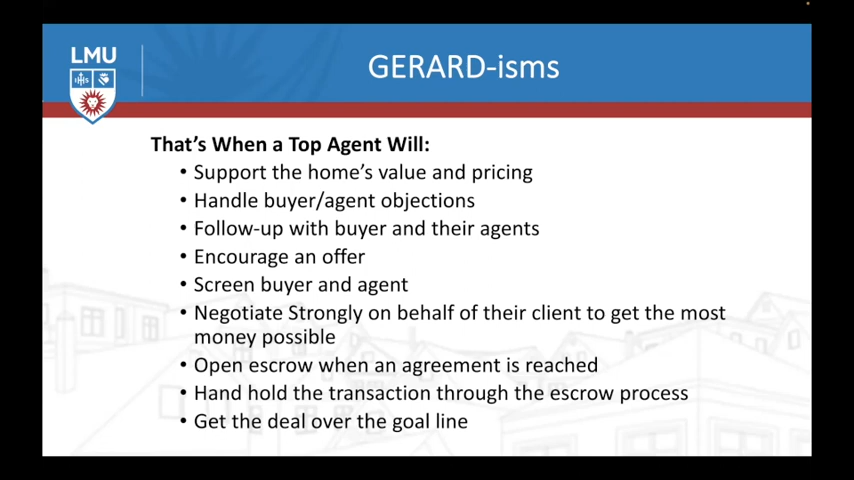 LMU
GERARD-isms
IHS
That's When a Top Agent Will:
• Support the home's value and pricing
• Handle buyer/agent objections
• Follow-up with buyer and their agents
• Encourage an offer
• Screen buyer and agent
• Negotiate Strongly on behalf of their client to get the most
money possible
• Open escrow when an agreement is reached
• Hand hold the transaction through the escrow process
• Get the deal over the goal line